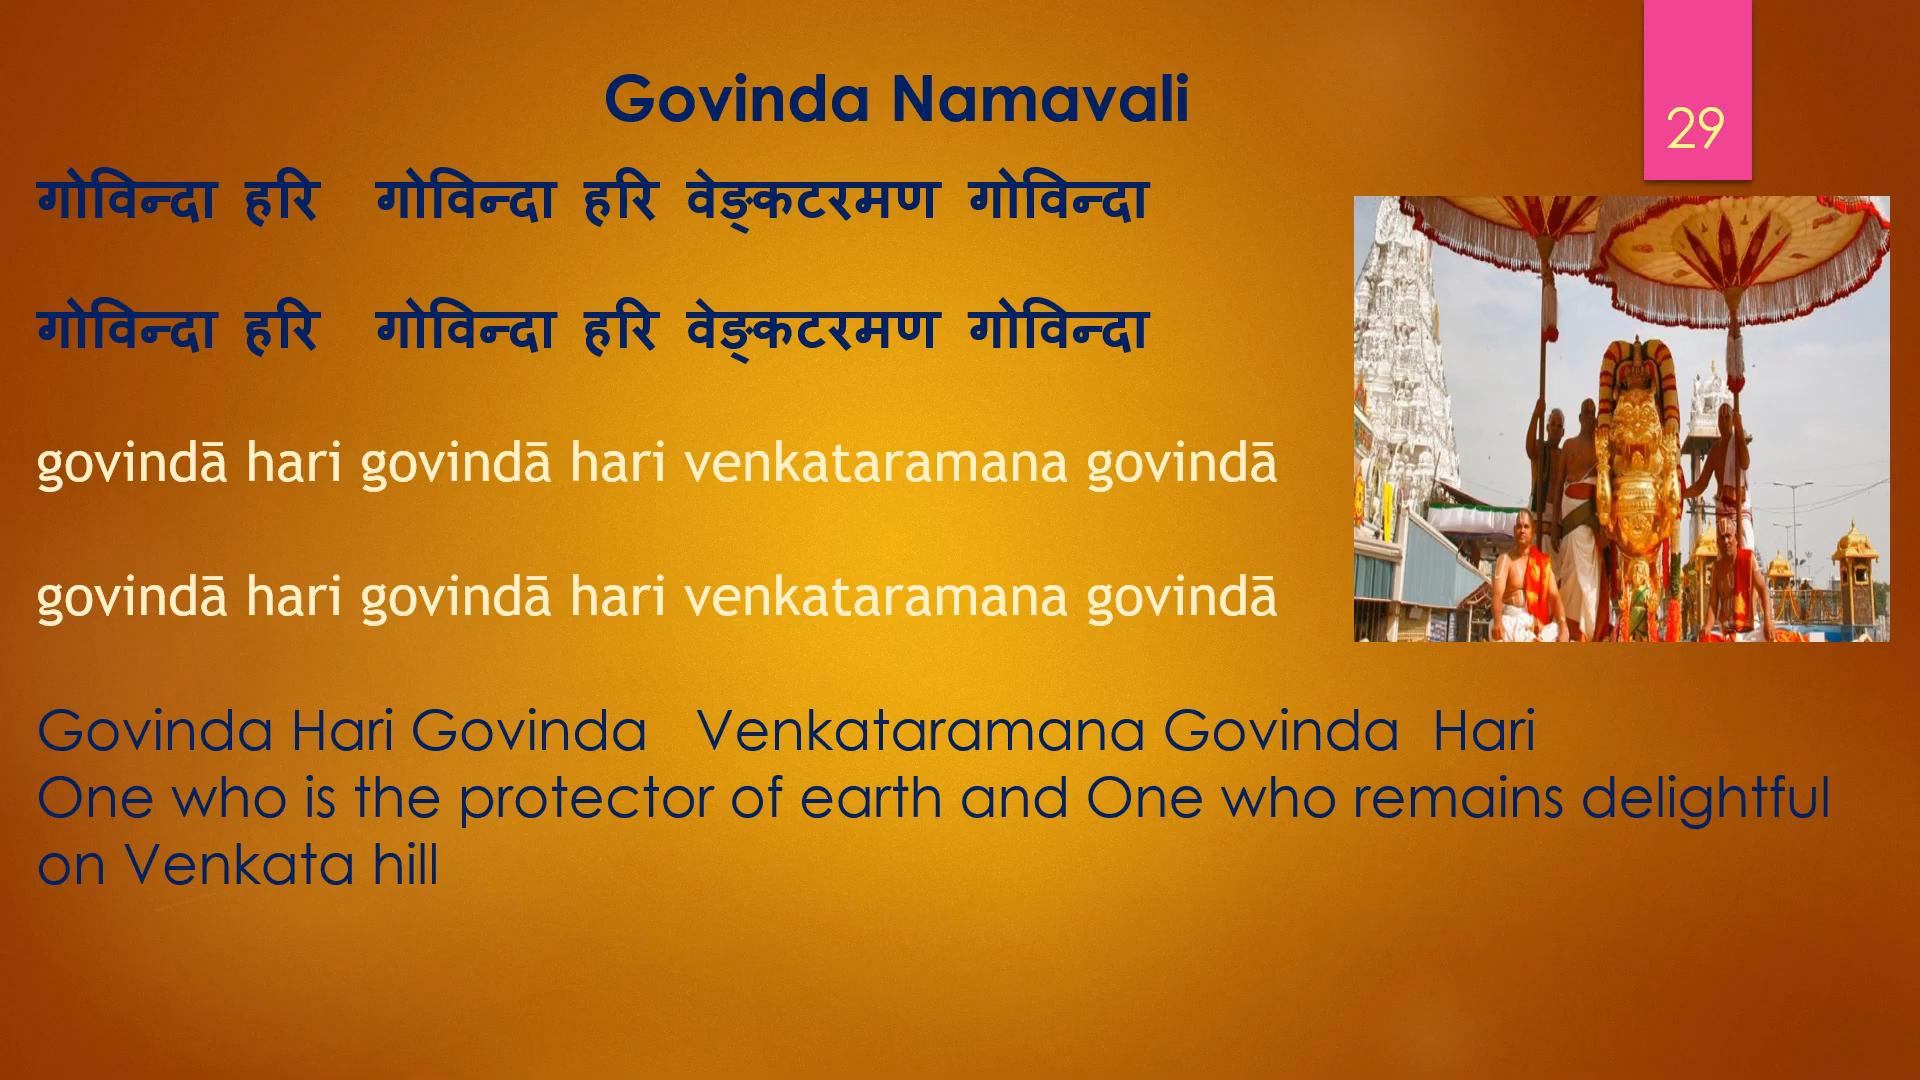 Govinda Namavali
29
गोविन्दा हरि गोविन्दा हरि वेङ्कटरमण गोविन्दा
गोविन्दा हरि गोविन्दा हरि वेङ्कटरमण गोविन्दा
govindā hari govindā hari venkataramana govindā
govindā hari govindā hari venkataramana govindā
Govinda Hari Govinda Venkataramana Govinda Hari
One who is the protector of earth and One who remains delightful
on Venkata hill